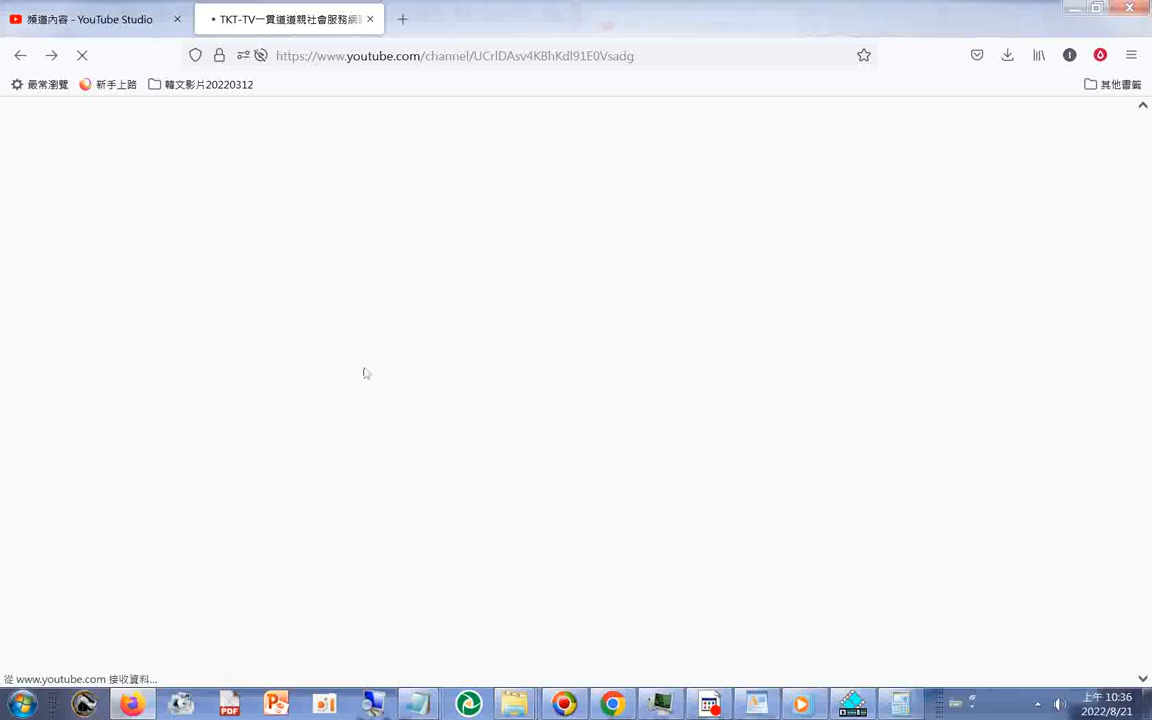 頻道內容 - YouTube Studio
TKT-TV一貫道道親社會服務網
https://www.youtube.com/channel/UCrlDAsv4KBhKdl91E0Vsadg
最常瀏覽
新手上路
韓文影片20220312
其他書籤
從 www.youtube.com 接收資料...
PDF
上午 10:36
2022/8/21